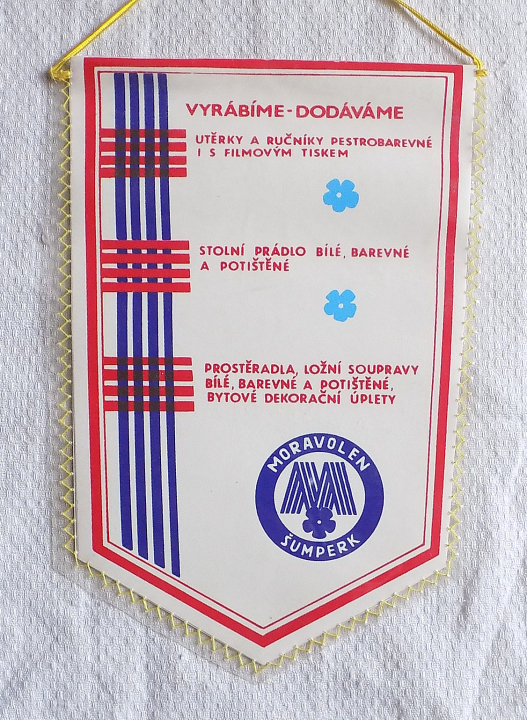 VYRÁBÍME-DODÁVÁME
UTĚRKY A RUČNÍKY PESTROBAREVNÉ
I S FILMOVÝM TISKEM
STOLNÍ PRÁDLO BÍLÉ, BAREVNÉ
A POTIŠTĚNÉ
PROSTĚRADLA, LOŽNÍ SOUPRAVY
BÍLÉ, BAREVNÉ A POTIŠTĚNÉ,
BYTOVÉ DEKORAČNÍ ÚPLETY
MORAVOLEN
M
ŠUMPERK